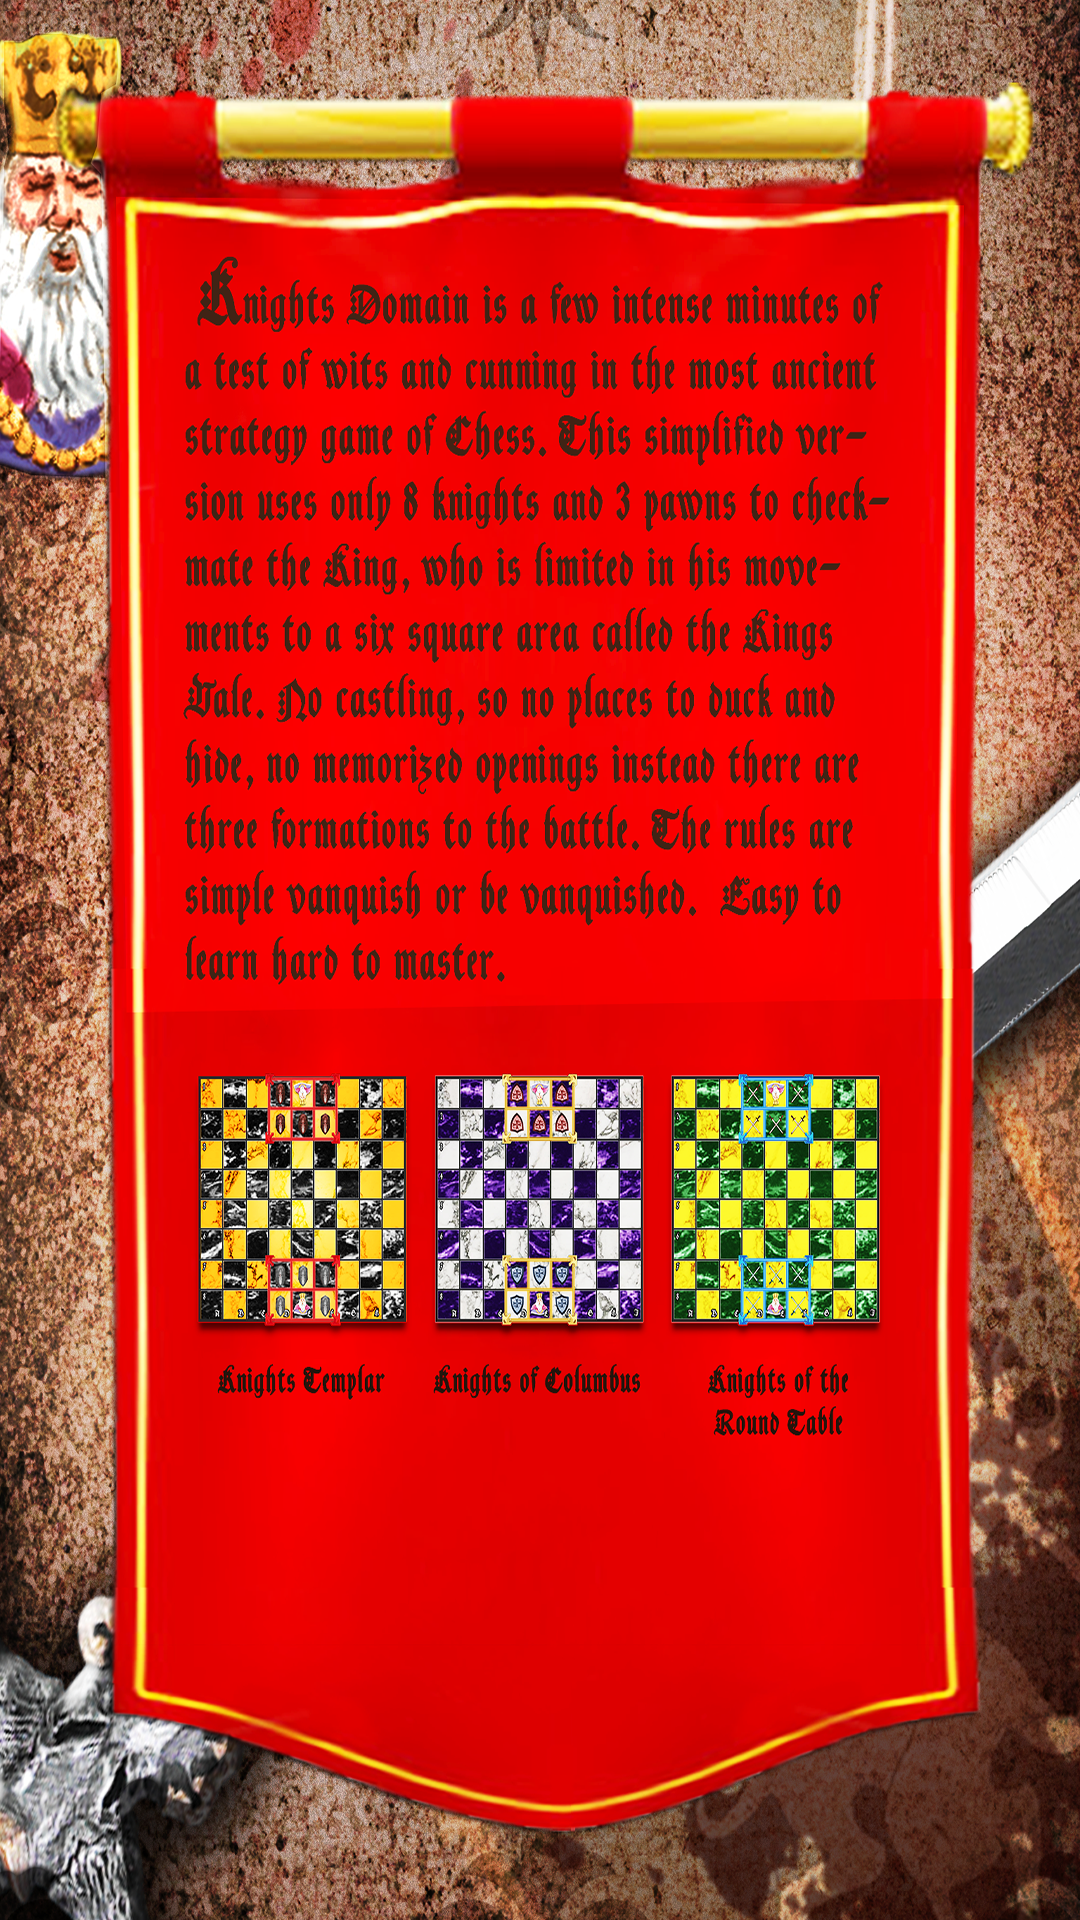 Knights Domain is a few intense minutes of
a test of wits and cunning in the most ancient
strategy game of Chess. This simplified ver-
sion uses only 8 knights and 3 pawns to check-
mate the King, who is limited in his move-
ments to a six square area called the Kings
Vale. No castling, so no places to duck and
hide, no memorized openings instead there are
three formations to the battle. The rules are
simple vanquish or be vanquished. Easy to
learn hard to master.
Knights Templar
Knights of Columbus
Knights of the
Round Table